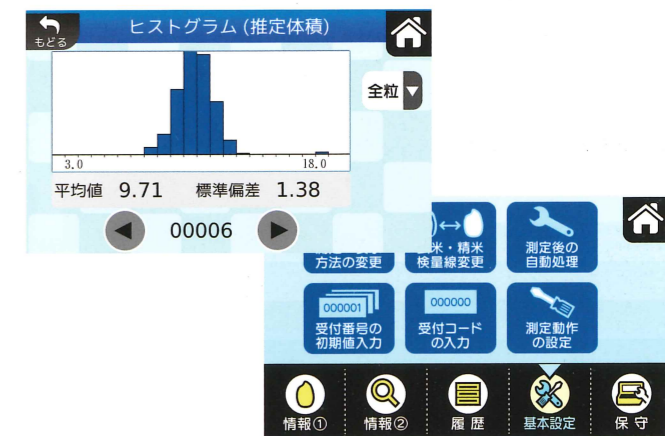 もどる
ヒストグラム (推定体積)
全粒
3.0
18.0
平均値 9.71 標準偏差 1.38
00006
方法の変更
米・精米
検量線変更
測定後の
自動処理
000001
受付番号の
初期値入力
000000
受付コード
の入力
測定動作
の設定
情報①
情報②
履歴
基本設定
保守